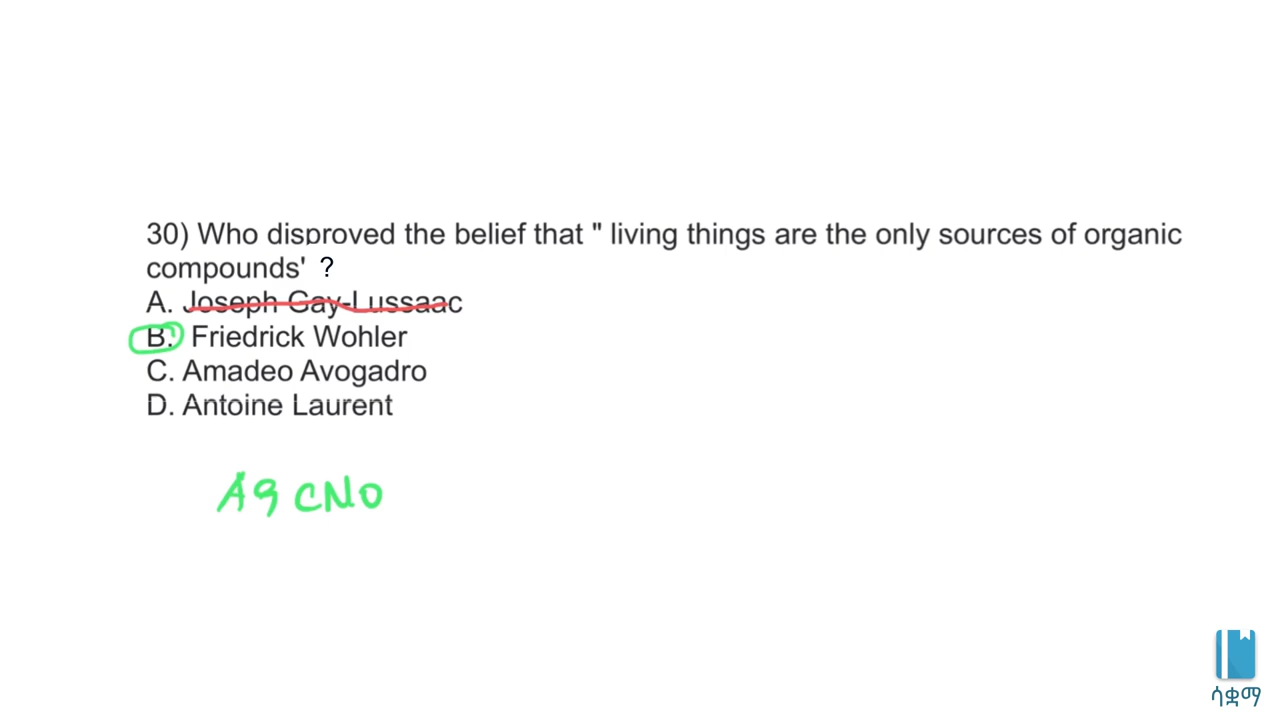 30) Who disproved the belief that " living things are the only sources of organic
compounds' ?
A. Joseph Gay-Lussaac
B. Friedrick Wohler
C. Amadeo Avogadro
D. Antoine Laurent
Ag CNO
ሳቋማ